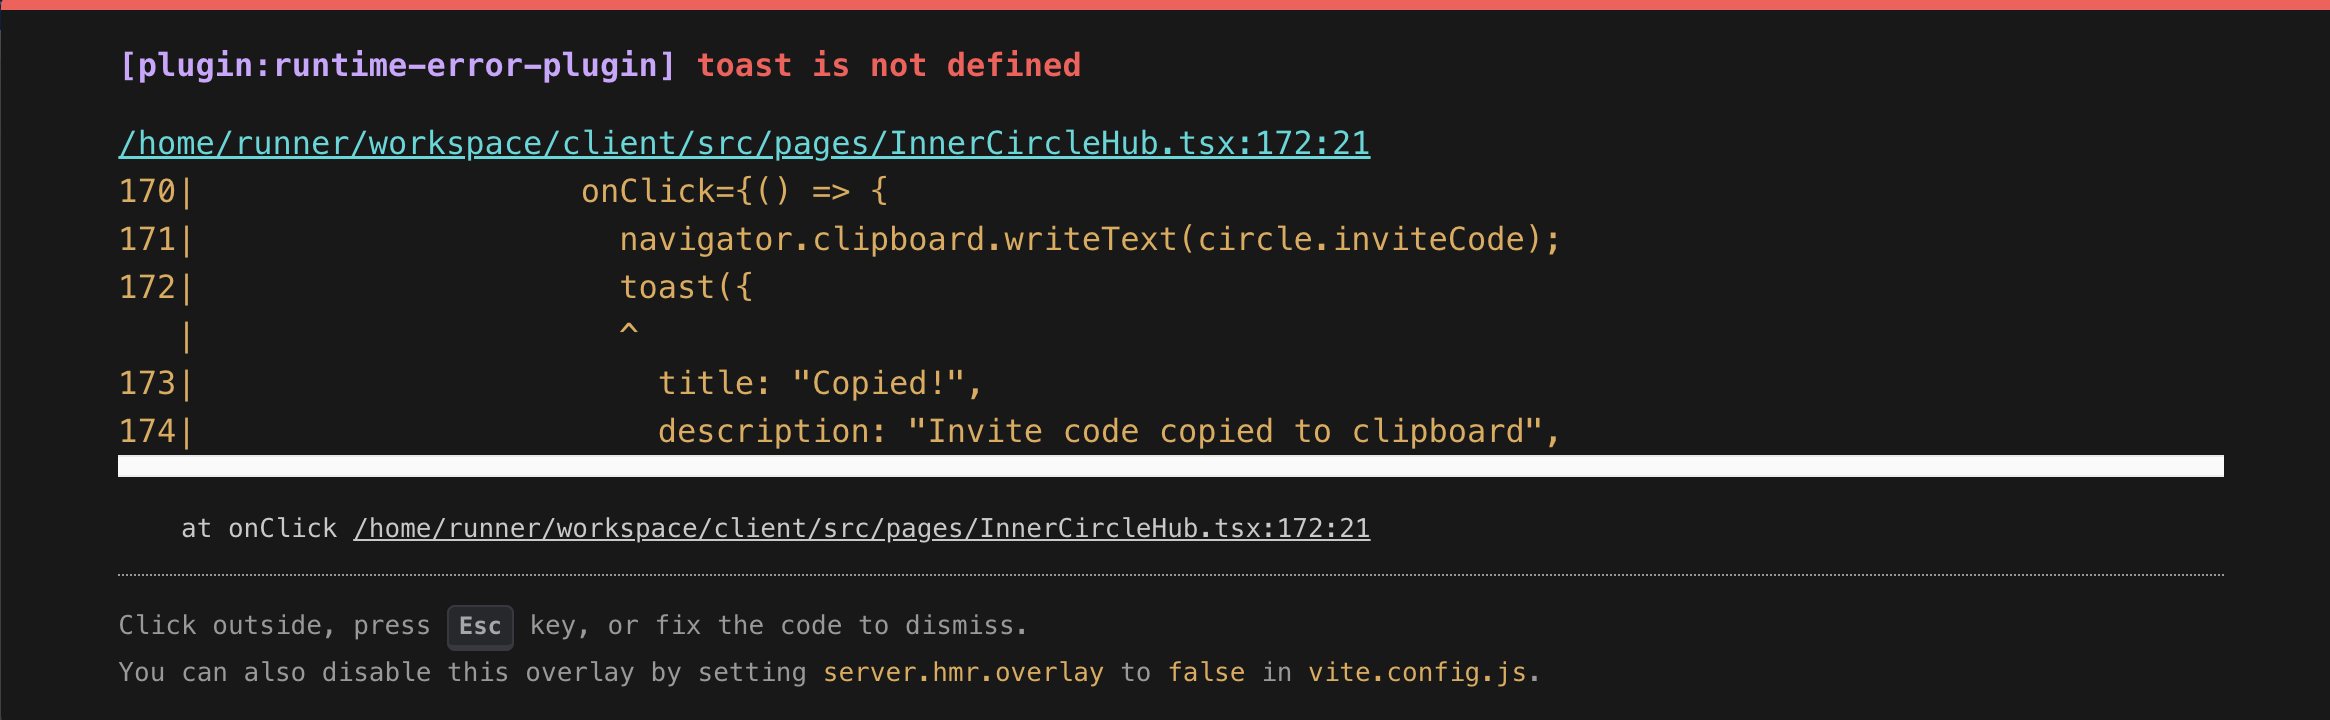 [plugin:runtime-error-plugin] toast is not defined
/home/runner/workspace/client/src/pages/InnerCircleHub.tsx:172:21
170|                    onClick={() => {
171|                      navigator.clipboard.writeText(circle.inviteCode);
172|                      toast({
   |                      ^
173|                        title: "Copied!",
174|                        description: "Invite code copied to clipboard",
    at onClick /home/runner/workspace/client/src/pages/InnerCircleHub.tsx:172:21
Click outside, press Esc key, or fix the code to dismiss.
You can also disable this overlay by setting server.hmr.overlay to false in vite.config.js.